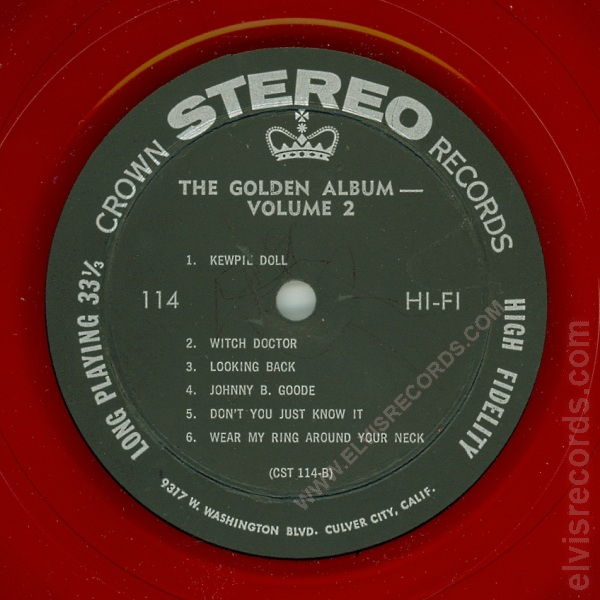 STEREO
CROWN RECORDS
THE GOLDEN ALBUM—
VOLUME 2
1. KEWPIE DOLL
114 HI-FI
2. WITCH DOCTOR
3. LOOKING BACK
4. JOHNNY B. GOODE
5. DON'T YOU JUST KNOW IT
6. WEAR MY RING AROUND YOUR NECK
(CST 114-B)
LONG PLAYING 33⅓
HIGH FIDELITY
9317 W. WASHINGTON BLVD. CULVER CITY, CALIF.
WWW.ELVISRECORDS.COM
elvisrecords.com